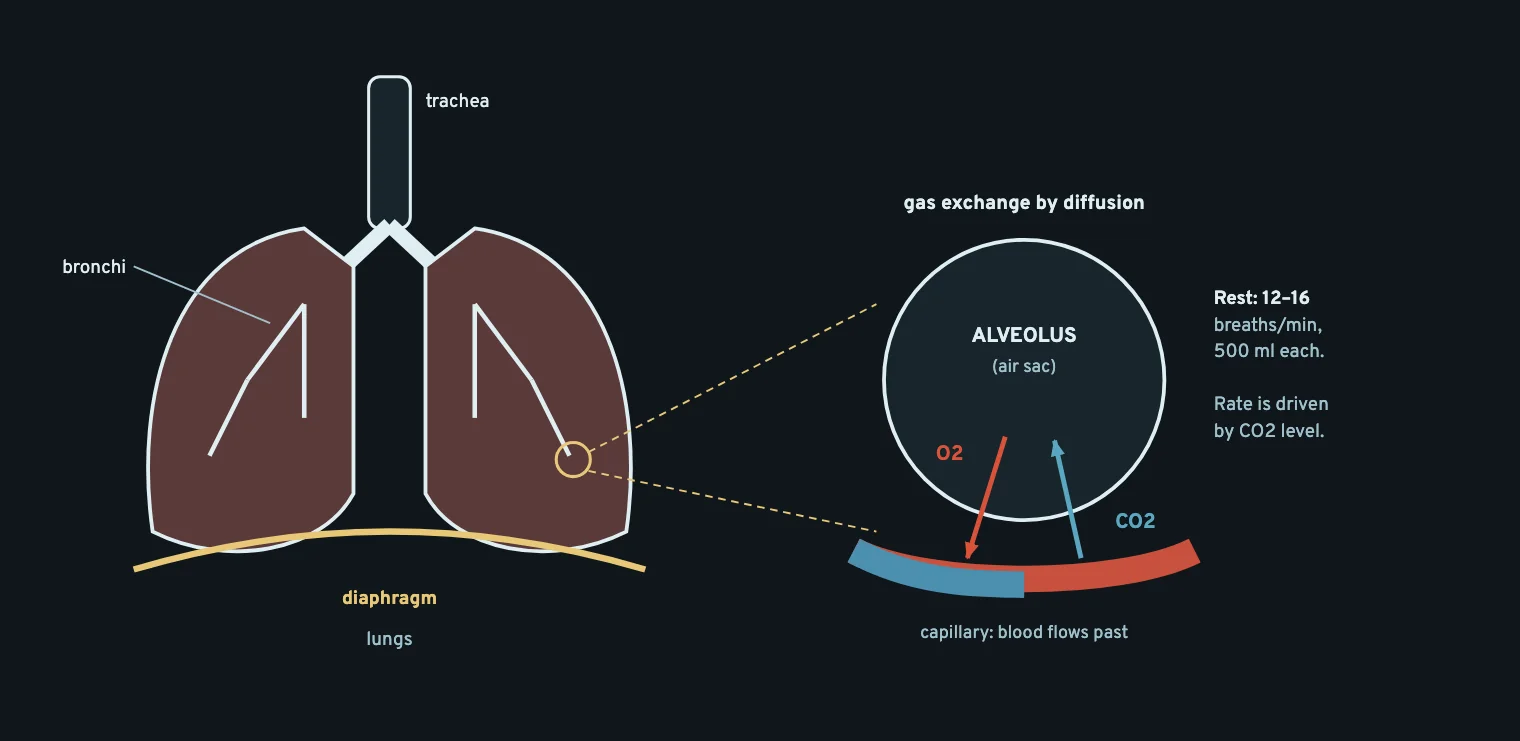 trachea
bronchi
diaphragm
lungs
gas exchange by diffusion
ALVEOLUS
(air sac)
O2
CO2
capillary: blood flows past
Rest: 12–16
breaths/min,
500 ml each.
Rate is driven
by CO2 level.